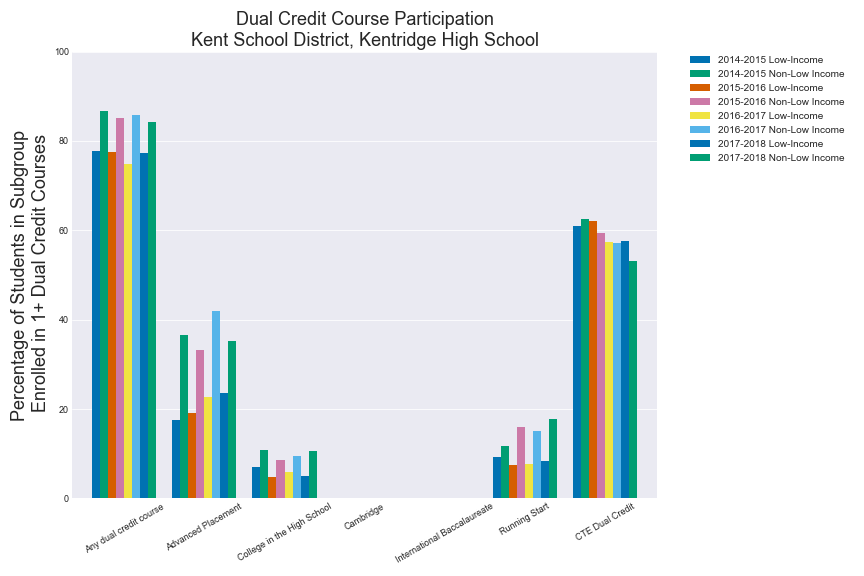 Dual Credit Course Participation
Kent School District, Kentridge High School
Percentage of Students in Subgroup
Enrolled in 1+ Dual Credit Courses
100
80
60
40
20
0
Any dual credit course
Advanced Placement
College in the High School
Cambridge
International Baccalaureate
Running Start
CTE Dual Credit
2014-2015 Low-Income
2014-2015 Non-Low Income
2015-2016 Low-Income
2015-2016 Non-Low Income
2016-2017 Low-Income
2016-2017 Non-Low Income
2017-2018 Low-Income
2017-2018 Non-Low Income